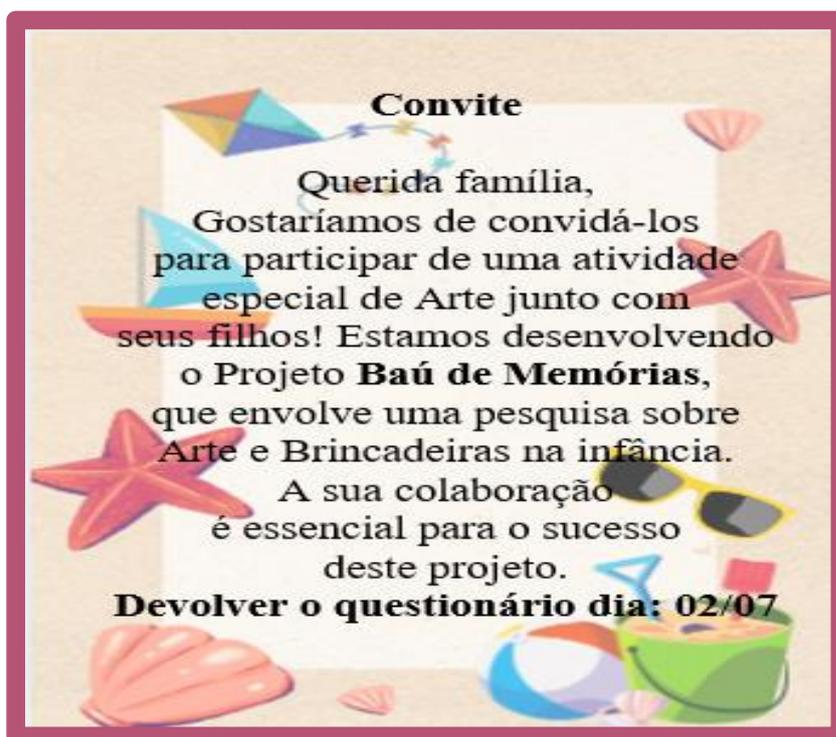 Convite
Querida família,
Gostaríamos de convidá-los
para participar de uma atividade
especial de Arte junto com
seus filhos! Estamos desenvolvendo
o Projeto Baú de Memórias,
que envolve uma pesquisa sobre
Arte e Brincadeiras na infância.
A sua colaboração
é essencial para o sucesso
deste projeto.
Devolver o questionário dia: 02/07